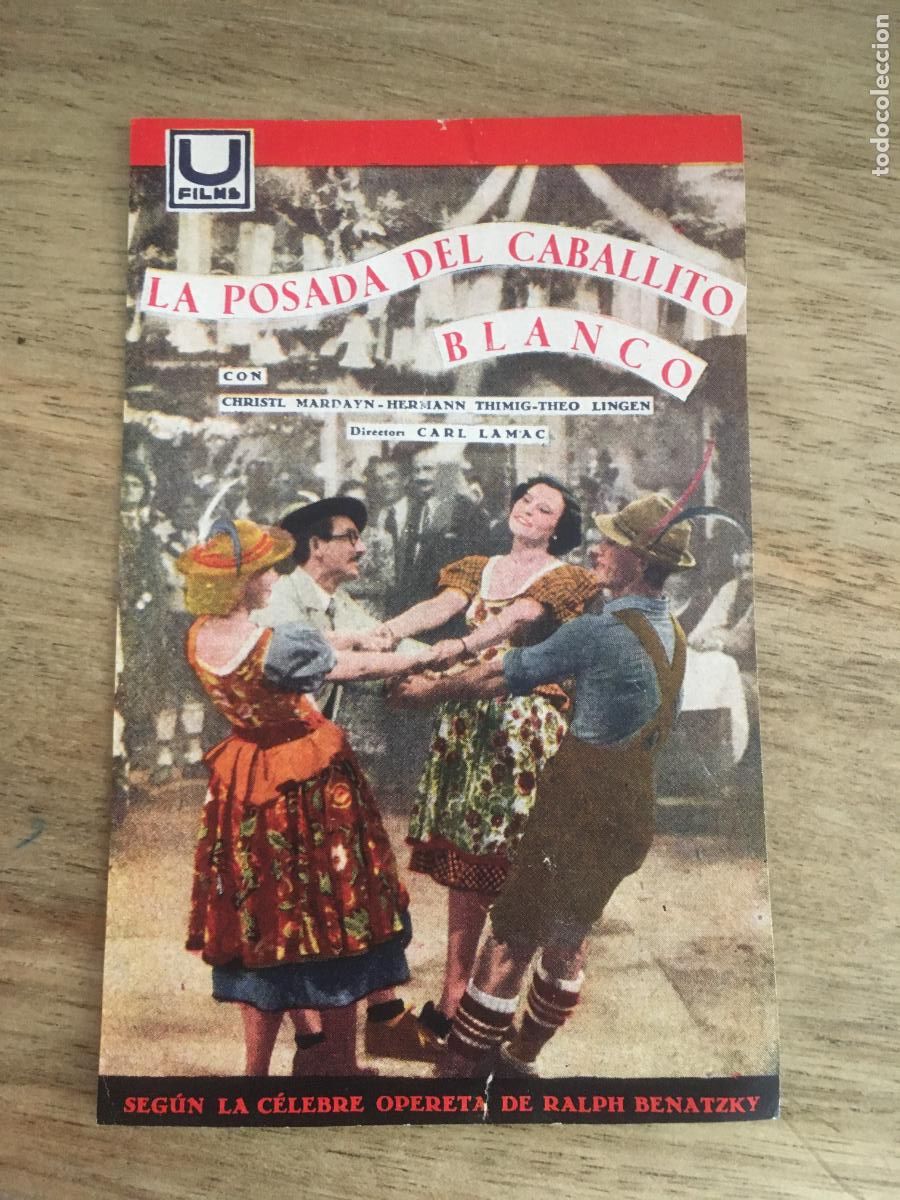 U
FILMS
LA POSADA DEL CABALLITO
BLANCO
CON
CHRISTL MARDAYN-HERMANN THIMIG-THEO LINGEN
Director: CARL LAMAC
SEGÚN LA CÉLEBRE OPERETA DE RALPH BENATZKY
todocoleccion